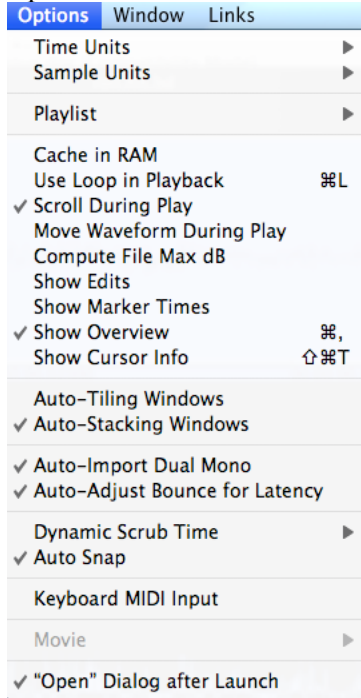 Options Window Links
Time Units
Sample Units
Playlist
Cache in RAM
Use Loop in Playback ⌘L
✓ Scroll During Play
Move Waveform During Play
Compute File Max dB
Show Edits
Show Marker Times
✓ Show Overview ⌘,
Show Cursor Info ⇧⌘T
Auto-Tiling Windows
✓ Auto-Stacking Windows
✓ Auto-Import Dual Mono
✓ Auto-Adjust Bounce for Latency
Dynamic Scrub Time
✓ Auto Snap
Keyboard MIDI Input
Movie
✓ "Open" Dialog after Launch